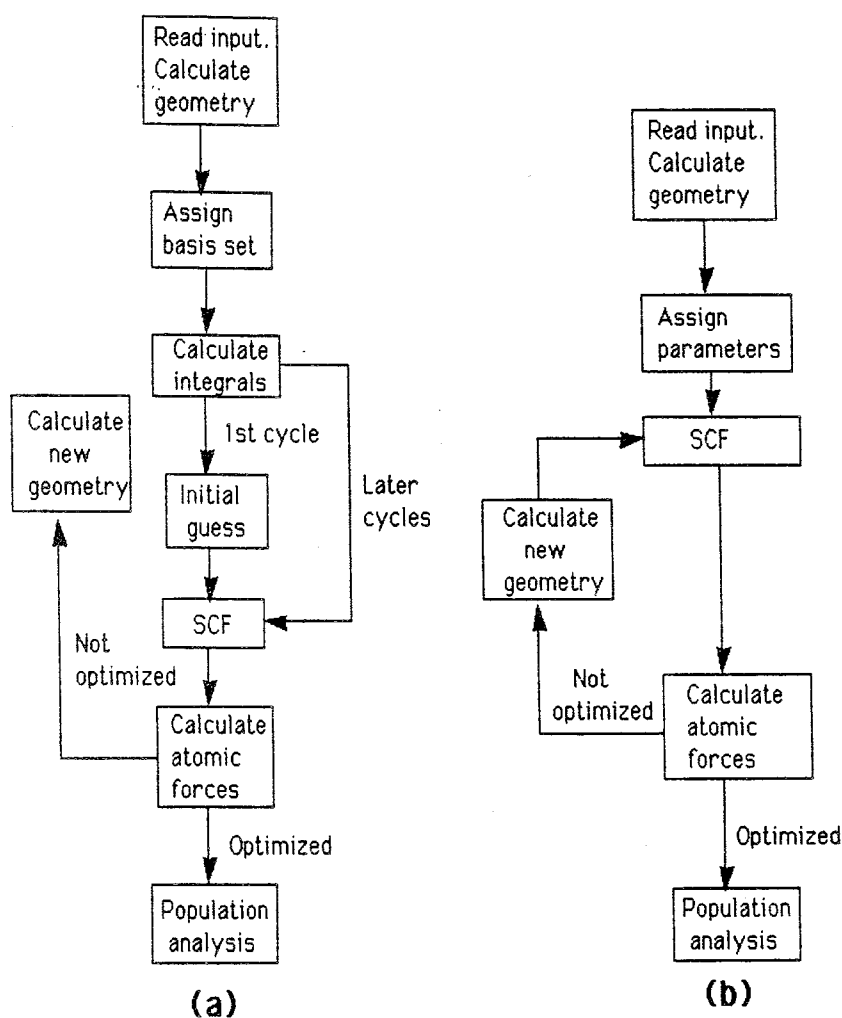 Read input.
Calculate
geometry
Assign
basis set
Calculate
integrals
1st cycle
Later
cycles
Calculate
new
geometry
Initial
guess
SCF
Not
optimized
Calculate
atomic
forces
Optimized
Population
analysis
(a)
Read input.
Calculate
geometry
Assign
parameters
SCF
Calculate
new
geometry
Not
optimized
Calculate
atomic
forces
Optimized
Population
analysis
(b)